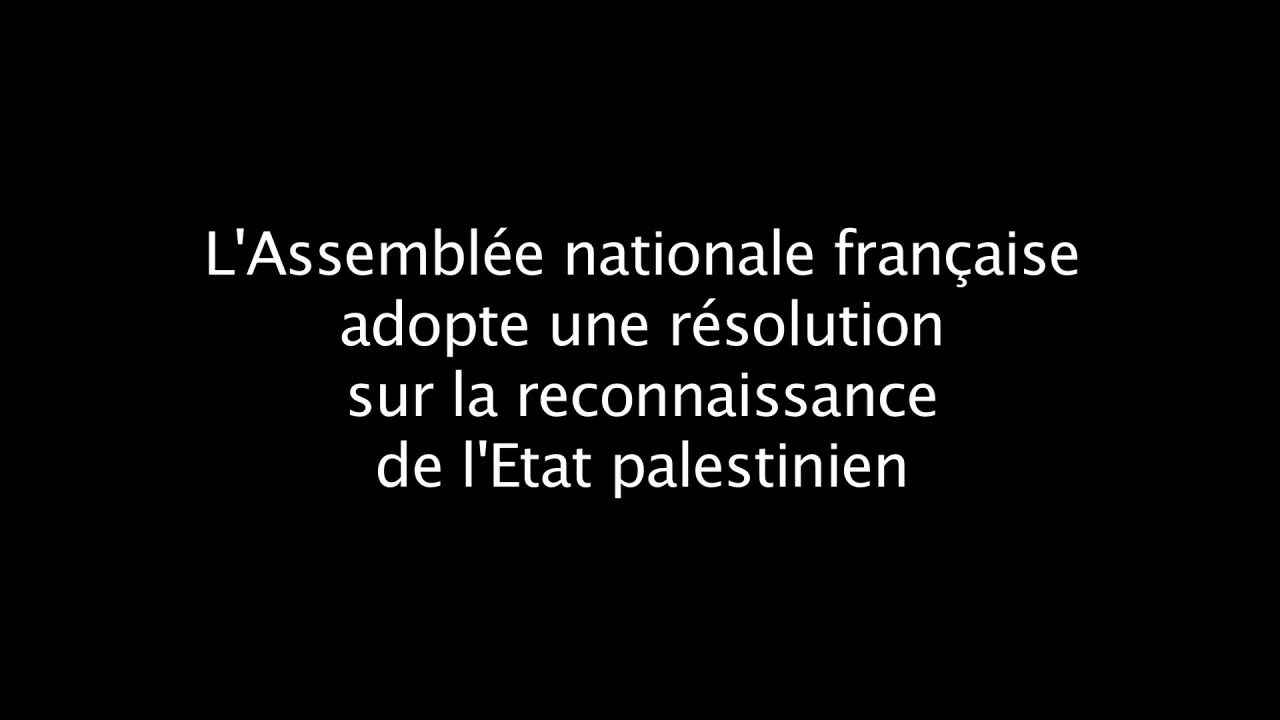 L'Assemblée nationale française
adopte une résolution
sur la reconnaissance
de l'Etat palestinien